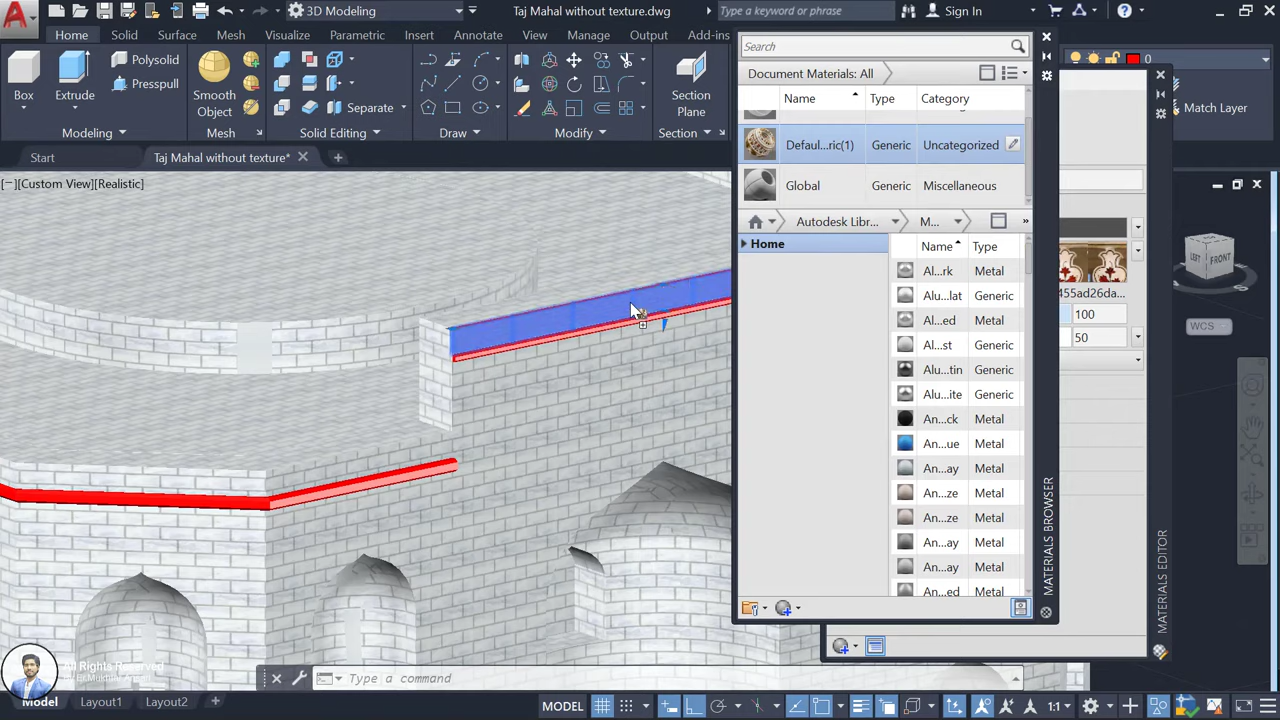 3D Modeling
Taj Mahal without texture.dwg
Type a keyword or phrase
Sign In
Home
Solid
Surface
Mesh
Visualize
Parametric
Insert
Annotate
View
Manage
Output
Add-ins
Box
Extrude
Polysolid
Presspull
Smooth
Object
Separate
Section
Plane
0
Match Layer
Modeling
Mesh
Solid Editing
Draw
Modify
Section
Start
Taj Mahal without texture*
[−][Custom View][Realistic]
Search
Document Materials: All
Name
Type
Category
Defaul...ric(1)
Generic
Uncategorized
Global
Generic
Miscellaneous
Autodesk Libr...
M...
»
Home
Name
Type
Al...rk
Metal
Alu...lat
Generic
Al...ed
Metal
Al...st
Generic
Alu...tin
Generic
Alu...ite
Generic
An...ck
Metal
An...ue
Metal
An...ay
Metal
An...ze
Metal
An...ze
Metal
An...ay
Metal
An...ay
Metal
An...ed
Metal
MATERIALS BROWSER
MATERIALS EDITOR
455ad26da...
100
50
LEFT
FRONT
WCS
Type a command
All Rights Reserved
Model
Layout1
Layout2
MODEL
1:1